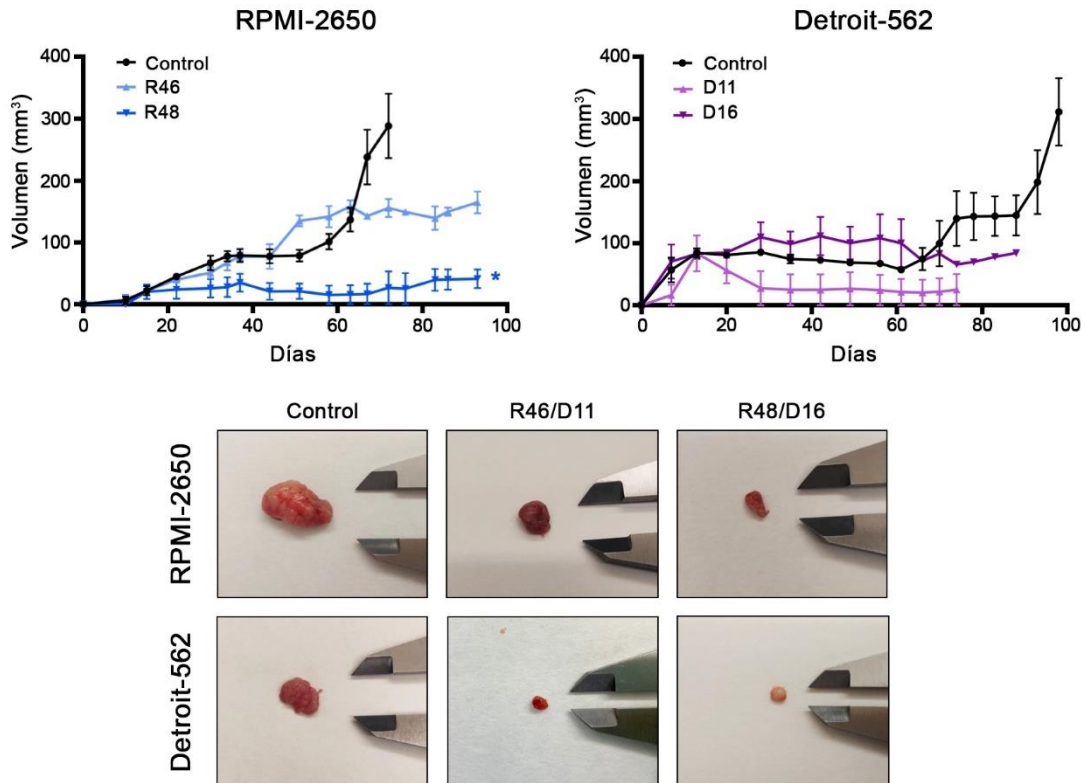 RPMI-2650
Volumen (mm³)
400
300
200
100
0
Control
R46
R48
*
0 20 40 60 80 100
Días
Detroit-562
Volumen (mm³)
400
300
200
100
0
Control
D11
D16
0 20 40 60 80 100
Días
Control R46/D11 R48/D16
RPMI-2650
Detroit-562